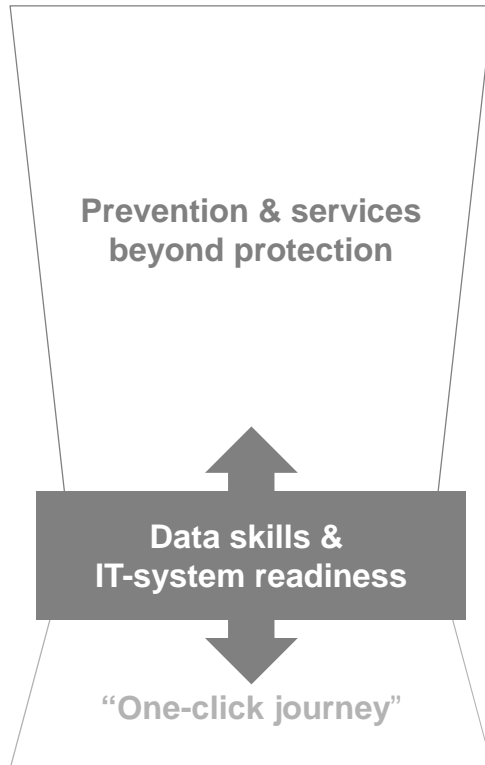 Prevention & services
beyond protection
Data skills &
IT-system readiness
“One-click journey”